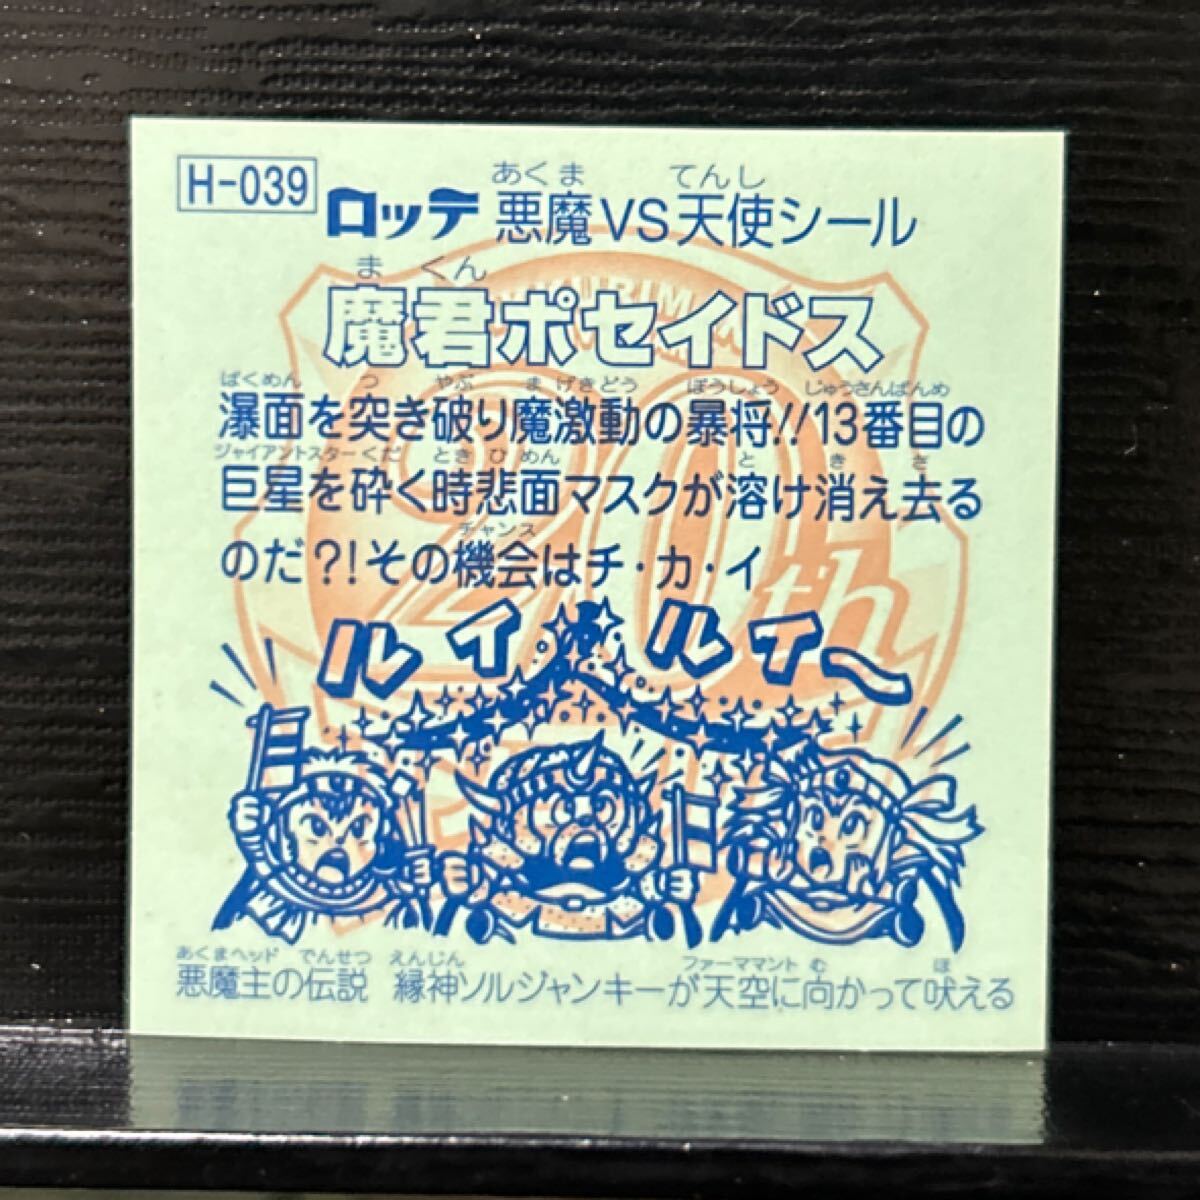 H-039
あくま てんし
ロッテ 悪魔VS天使シール
ま くん
魔君ポセイドス
ばくめん つ やぶ ま げきどう ぼうしょう じゅうさんばんめ
瀑面を突き破り魔激動の暴将!!13番目の
ジャイアントスター くだ とき ひ めん と き さ
巨星を砕く時悲面マスクが溶け消え去る
チャンス
のだ?!その機会はチ・カ・イ
20th
ルイ ルイ〜
あくまヘッド でんせつ えんじん ファーママント む ほ
悪魔主の伝説 縁神ソルジャンキーが天空に向かって吠える